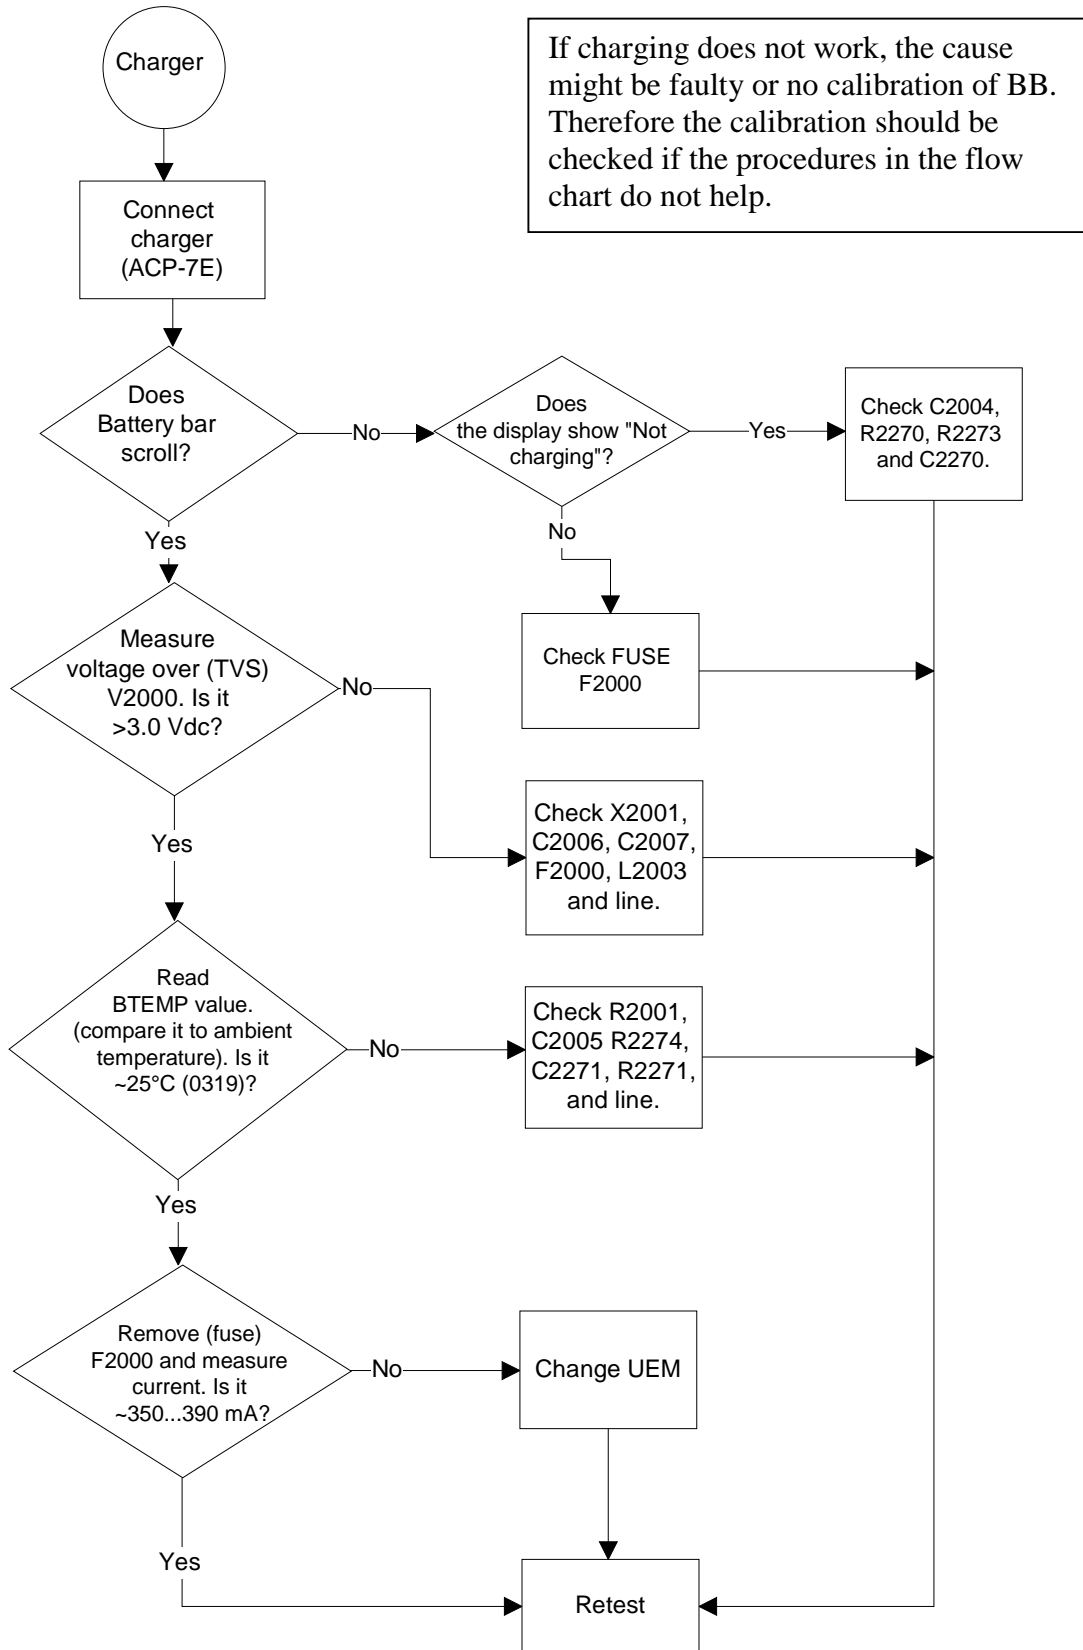 Charger
If charging does not work, the cause
might be faulty or no calibration of BB.
Therefore the calibration should be
checked if the procedures in the flow
chart do not help.
Connect
charger
(ACP-7E)
Does
Battery bar
scroll?
No
Does
the display show "Not
charging"?
Yes
Check C2004,
R2270, R2273
and C2270.
No
Check FUSE
F2000
Yes
Measure
voltage over (TVS)
V2000. Is it
>3.0 Vdc?
No
Check X2001,
C2006, C2007,
F2000, L2003
and line.
Yes
Read
BTEMP value.
(compare it to ambient
temperature). Is it
~25°C (0319)?
No
Check R2001,
C2005 R2274,
C2271, R2271,
and line.
Yes
Remove (fuse)
F2000 and measure
current. Is it
~350...390 mA?
No
Change UEM
Yes
Retest